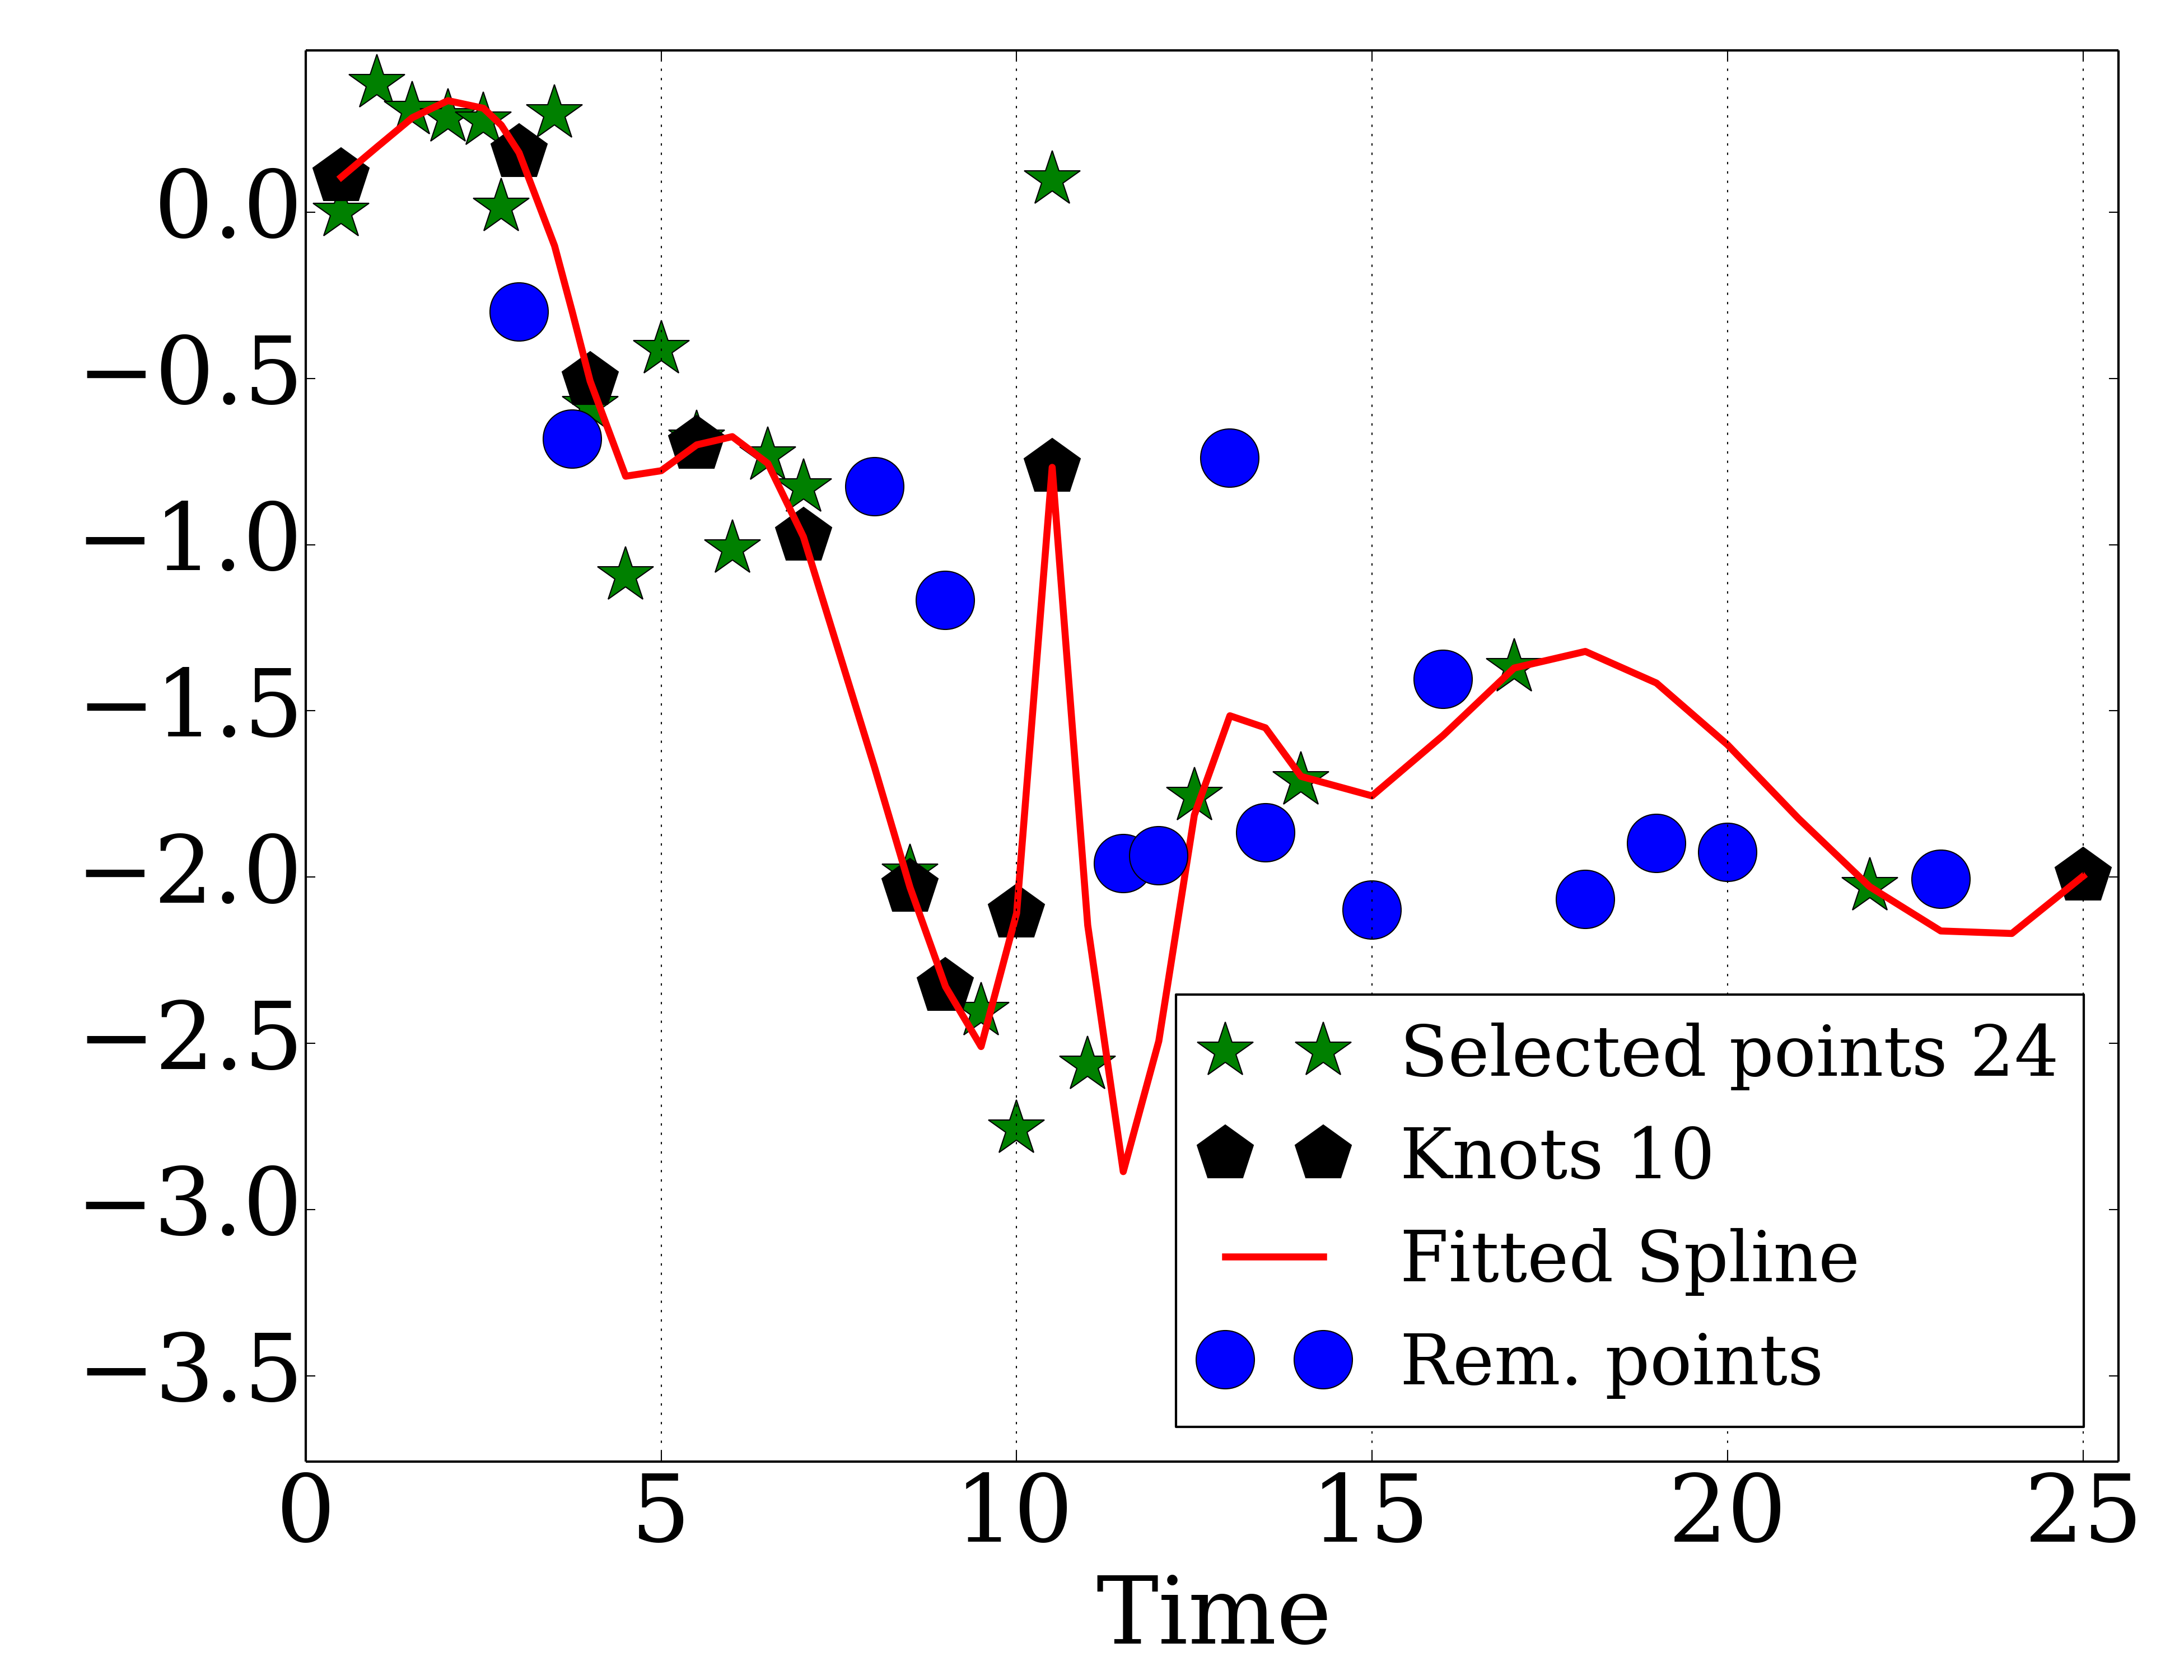 0.0
−0.5
−1.0
−1.5
−2.0
−2.5
−3.0
−3.5
Selected points 24
Knots 10
Fitted Spline
Rem. points
0 5 10 15 20 25
Time